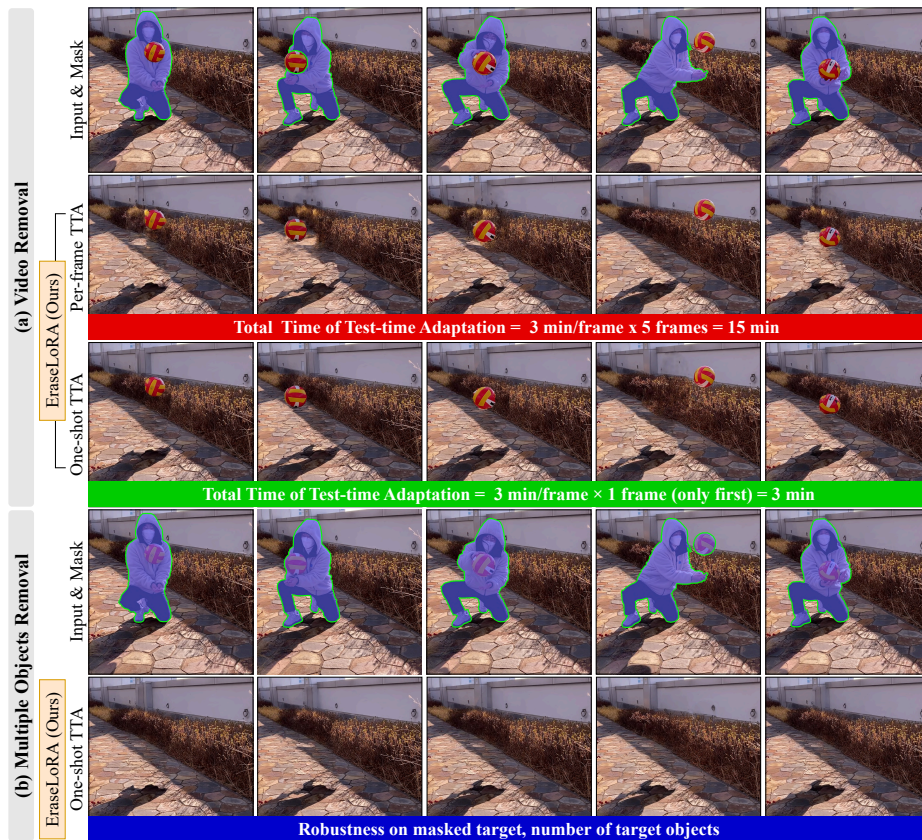 (a) Video Removal
Input & Mask
EraseLoRA (Ours)
Per-frame TTA
Total Time of Test-time Adaptation = 3 min/frame x 5 frames = 15 min
One-shot TTA
Total Time of Test-time Adaptation = 3 min/frame × 1 frame (only first) = 3 min
(b) Multiple Objects Removal
Input & Mask
EraseLoRA (Ours)
One-shot TTA
Robustness on masked target, number of target objects